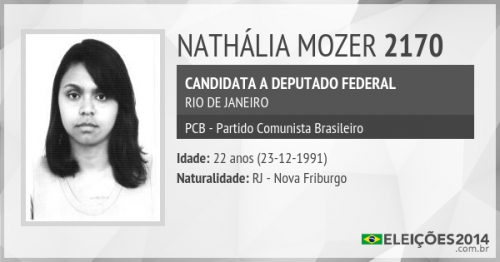 NATHÁLIA MOZER 2170
CANDIDATA A DEPUTADO FEDERAL
RIO DE JANEIRO
PCB - Partido Comunista Brasileiro
Idade: 22 anos (23-12-1991)
Naturalidade: RJ - Nova Friburgo
ELEIÇÕES2014
.com.br